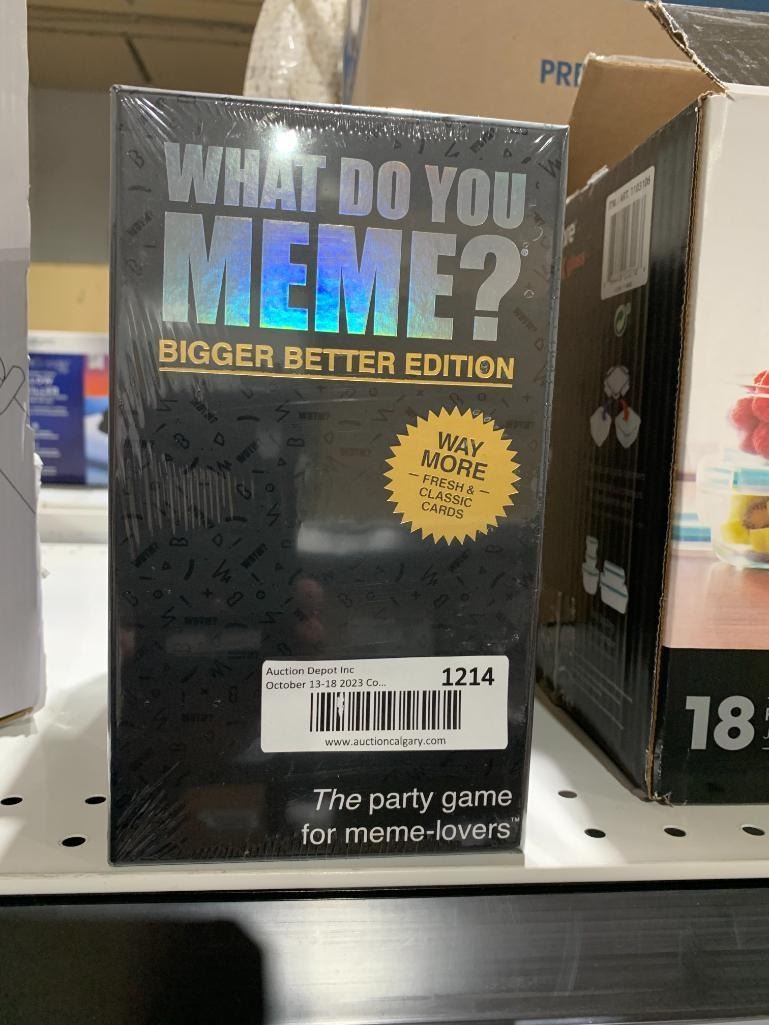 PRE
WHAT DO YOU
MEME?
BIGGER BETTER EDITION
WAY
MORE
FRESH &
CLASSIC
CARDS
Auction Depot Inc
October 13-18 2023 Co...
1214
www.auctioncalgary.com
The party game
for meme-lovers™
18